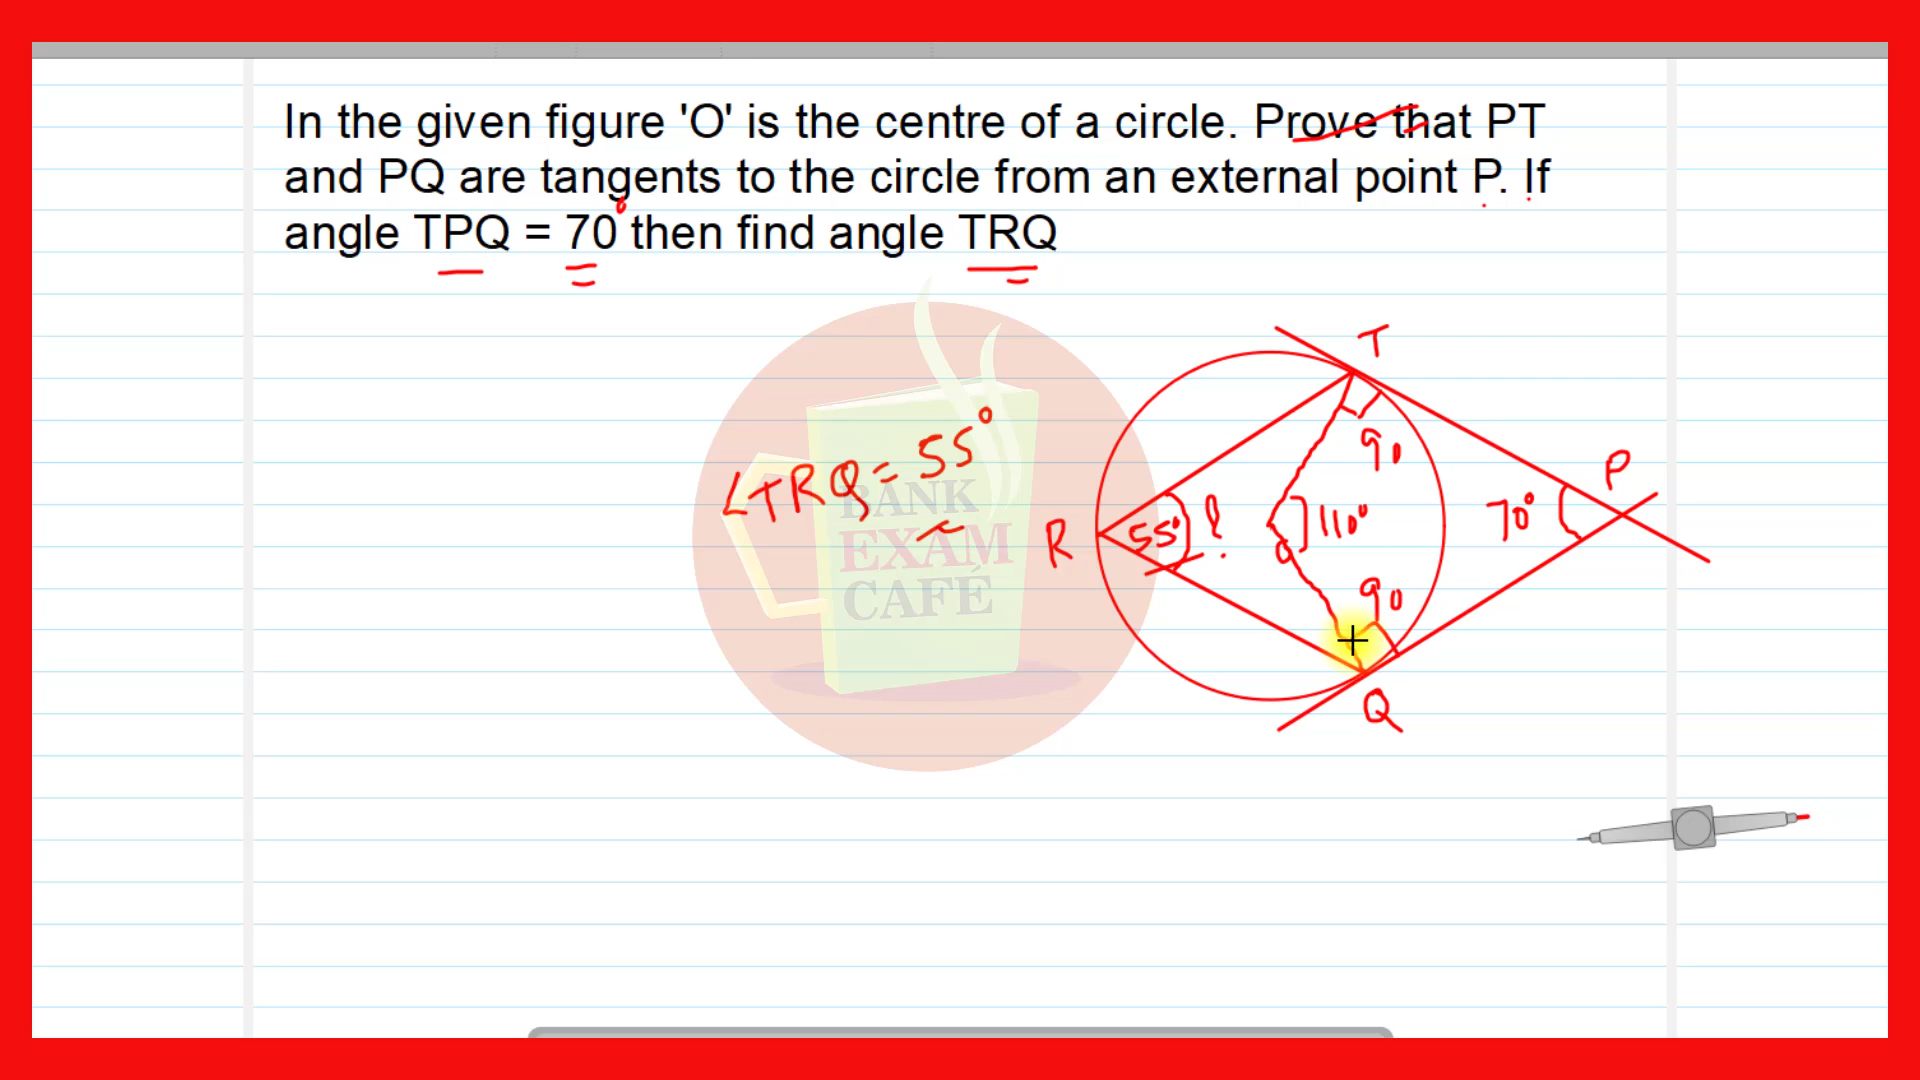 In the given figure 'O' is the centre of a circle. Prove that PT
and PQ are tangents to the circle from an external point P. If
angle TPQ = 70° then find angle TRQ
T
90
P
∠TRQ = 55°
BANK
EXAM
CAFÉ
R
55°
?
O
110°
70°
90
Q